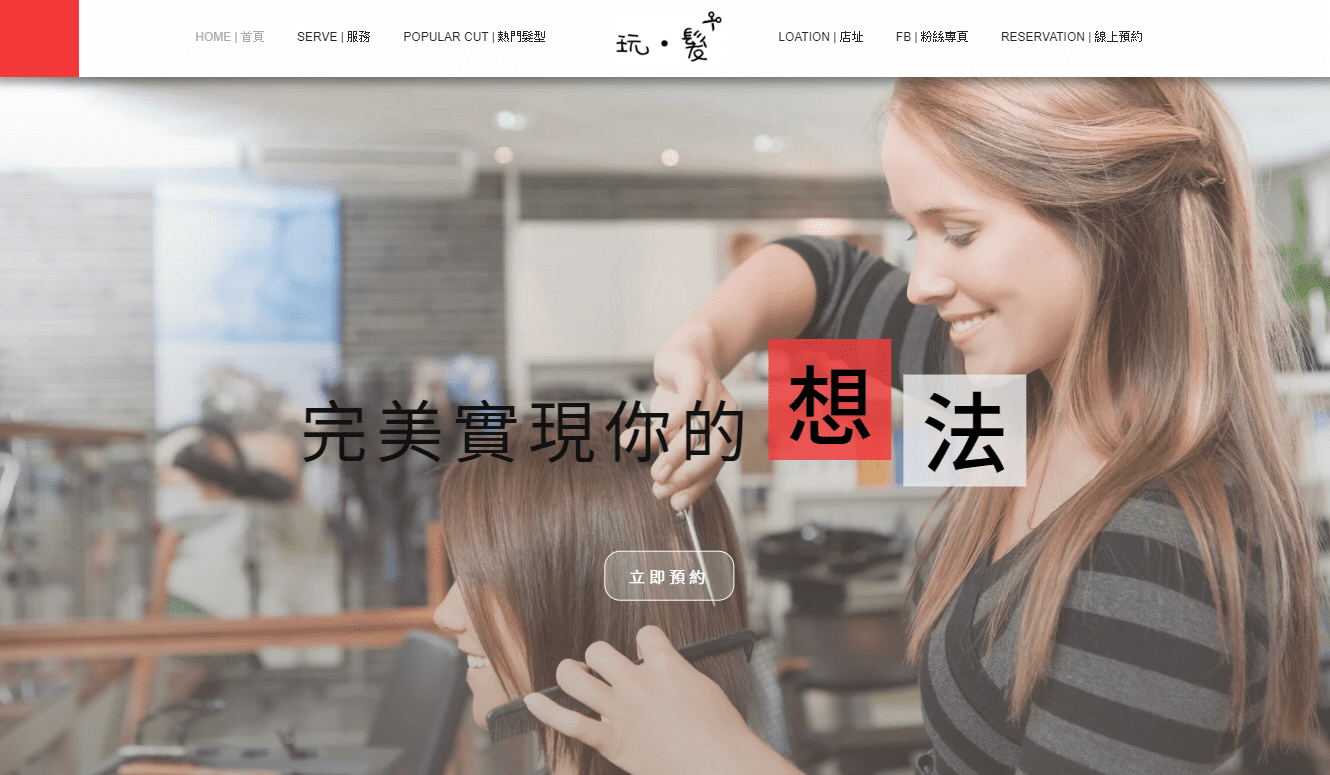 HOME | 首頁
SERVE | 服務
POPULAR CUT | 熱門髮型
玩·髮
LOATION | 店址
FB | 粉絲專頁
RESERVATION | 線上預約
完美實現你的想法
立即預約